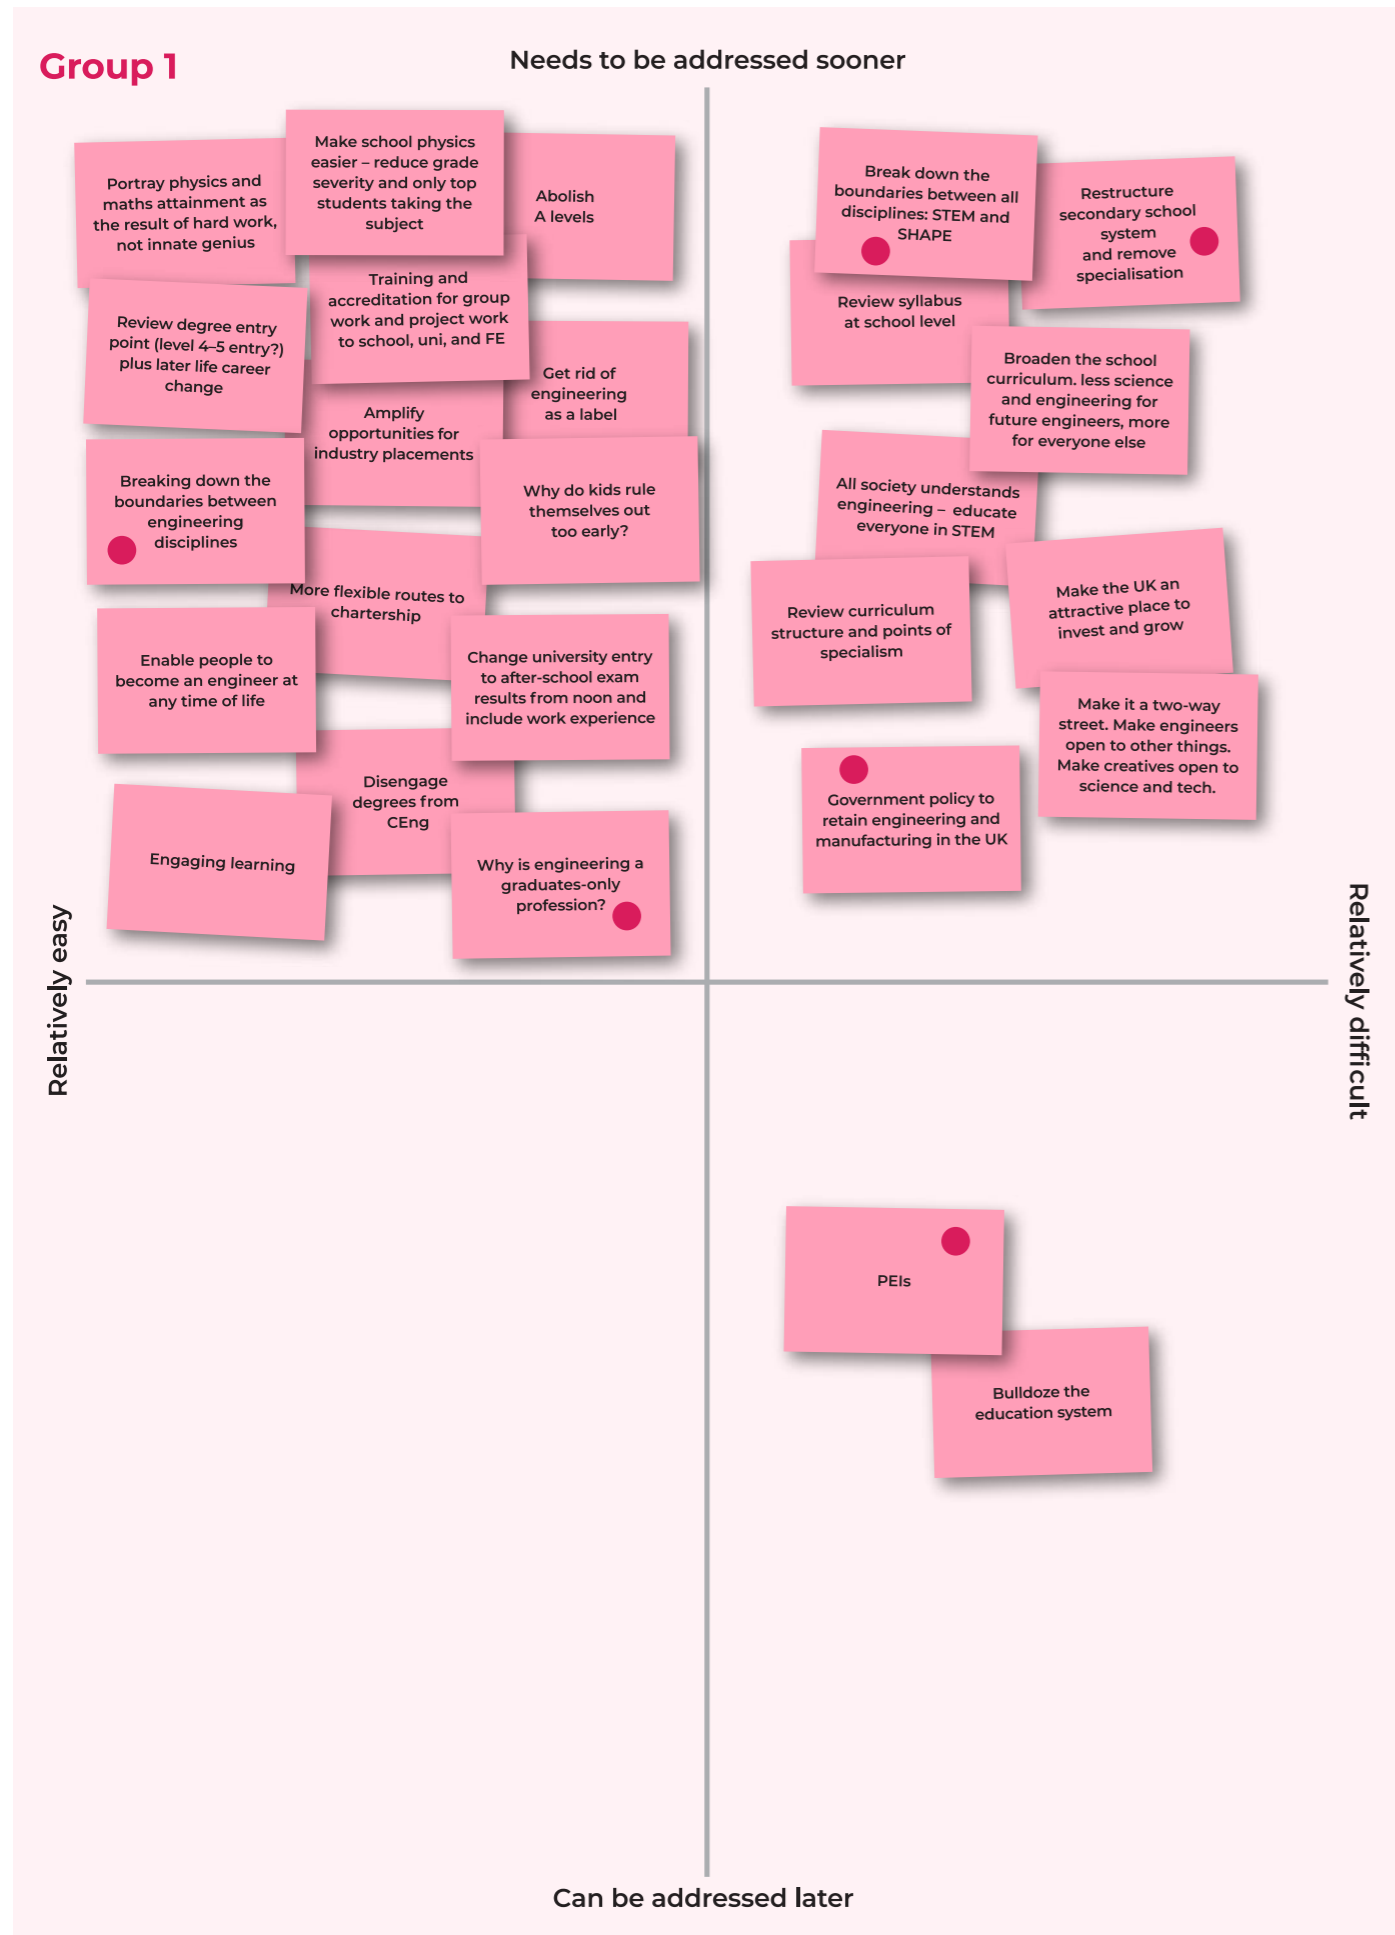 Group 1
Needs to be addressed sooner
Portray physics and
maths attainment as
the result of hard work,
not innate genius
Make school physics
easier – reduce grade
severity and only top
students taking the
subject
Abolish
A levels
Training and
accreditation for group
work and project work
to school, uni, and FE
Review degree entry
point (level 4–5 entry?)
plus later life career
change
Get rid of
engineering
as a label
Amplify
opportunities for
industry placements
Breaking down the
boundaries between
engineering
disciplines
Why do kids rule
themselves out
too early?
More flexible routes to
chartership
Enable people to
become an engineer at
any time of life
Change university entry
to after-school exam
results from noon and
include work experience
Disengage
degrees from
CEng
Engaging learning
Why is engineering a
graduates-only
profession?
Break down the
boundaries between all
disciplines: STEM and
SHAPE
Restructure
secondary school
system
and remove
specialisation
Review syllabus
at school level
Broaden the school
curriculum. less science
and engineering for
future engineers, more
for everyone else
All society understands
engineering – educate
everyone in STEM
Make the UK an
attractive place to
invest and grow
Review curriculum
structure and points of
specialism
Make it a two-way
street. Make engineers
open to other things.
Make creatives open to
science and tech.
Government policy to
retain engineering and
manufacturing in the UK
Relatively easy
Relatively difficult
PEIs
Bulldoze the
education system
Can be addressed later